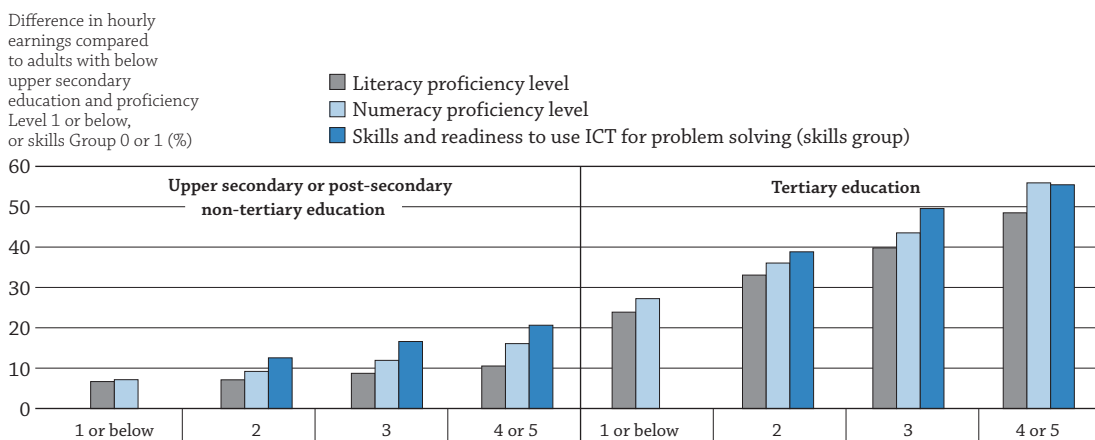 Difference in hourly
earnings compared
to adults with below
upper secondary
education and proficiency
Level 1 or below,
or skills Group 0 or 1 (%)
Literacy proficiency level
Numeracy proficiency level
Skills and readiness to use ICT for problem solving (skills group)
60
Upper secondary or post-secondary
non-tertiary education
Tertiary education
50
40
30
20
10
0
1 or below 2 3 4 or 5 1 or below 2 3 4 or 5